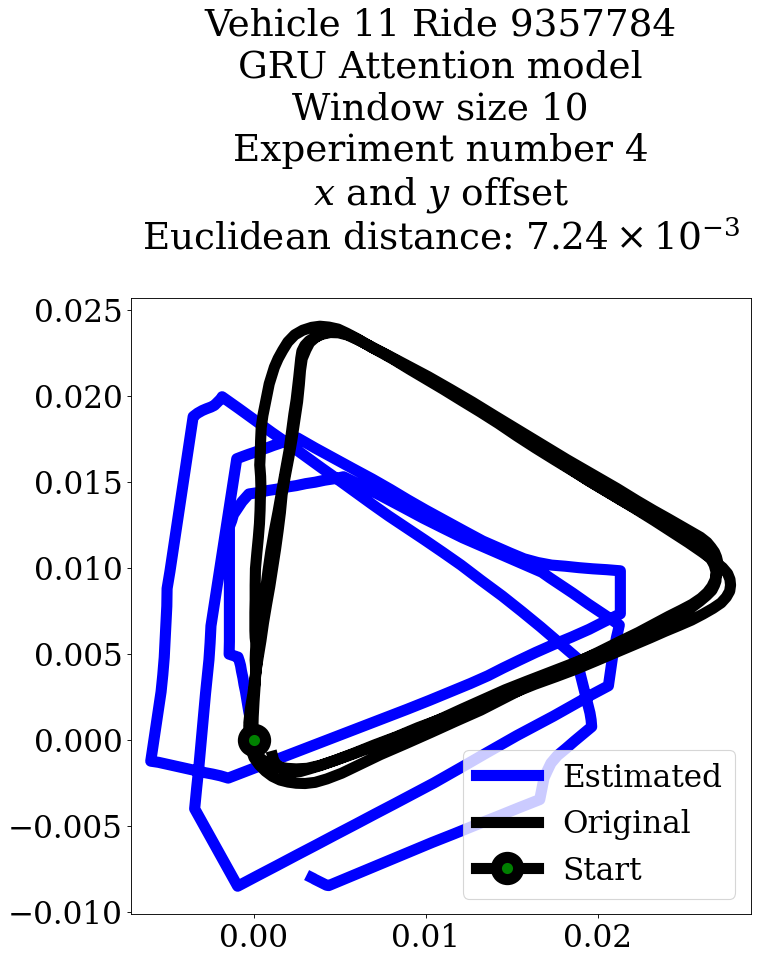 Vehicle 11 Ride 9357784
GRU Attention model
Window size 10
Experiment number 4
x and y offset
Euclidean distance: 7.24 × 10⁻³
0.025
0.020
0.015
0.010
0.005
0.000
−0.005
−0.010
0.00 0.01 0.02
Estimated
Original
Start